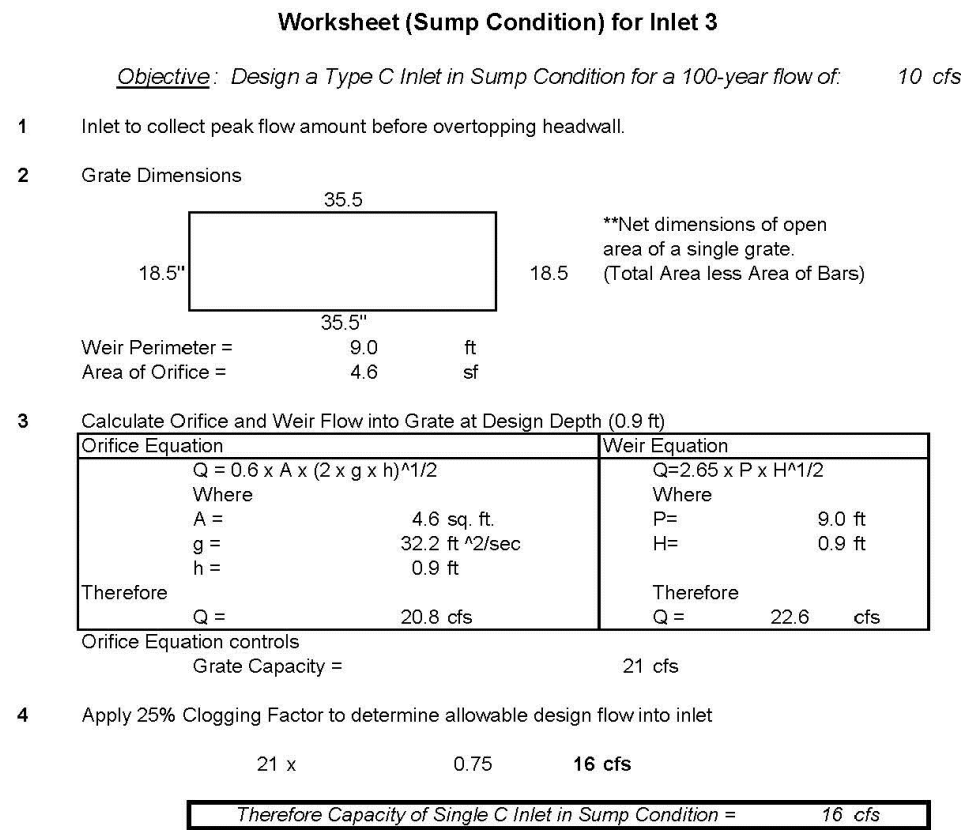 Worksheet (Sump Condition) for Inlet 3
Objective: Design a Type C Inlet in Sump Condition for a 100-year flow of: 10 cfs
1 Inlet to collect peak flow amount before overtopping headwall.
2 Grate Dimensions
35.5
**Net dimensions of open
area of a single grate.
18.5" 18.5 (Total Area less Area of Bars)
35.5"
Weir Perimeter = 9.0 ft
Area of Orifice = 4.6 sf
3 Calculate Orifice and Weir Flow into Grate at Design Depth (0.9 ft)
Orifice Equation Weir Equation
Q = 0.6 x A x (2 x g x h)^1/2 Q=2.65 x P x H^1/2
Where Where
A = 4.6 sq. ft. P= 9.0 ft
g = 32.2 ft ^2/sec H= 0.9 ft
h = 0.9 ft
Therefore Therefore
Q = 20.8 cfs Q = 22.6 cfs
Orifice Equation controls
Grate Capacity = 21 cfs
4 Apply 25% Clogging Factor to determine allowable design flow into inlet
21 x 0.75 16 cfs
Therefore Capacity of Single C Inlet in Sump Condition = 16 cfs